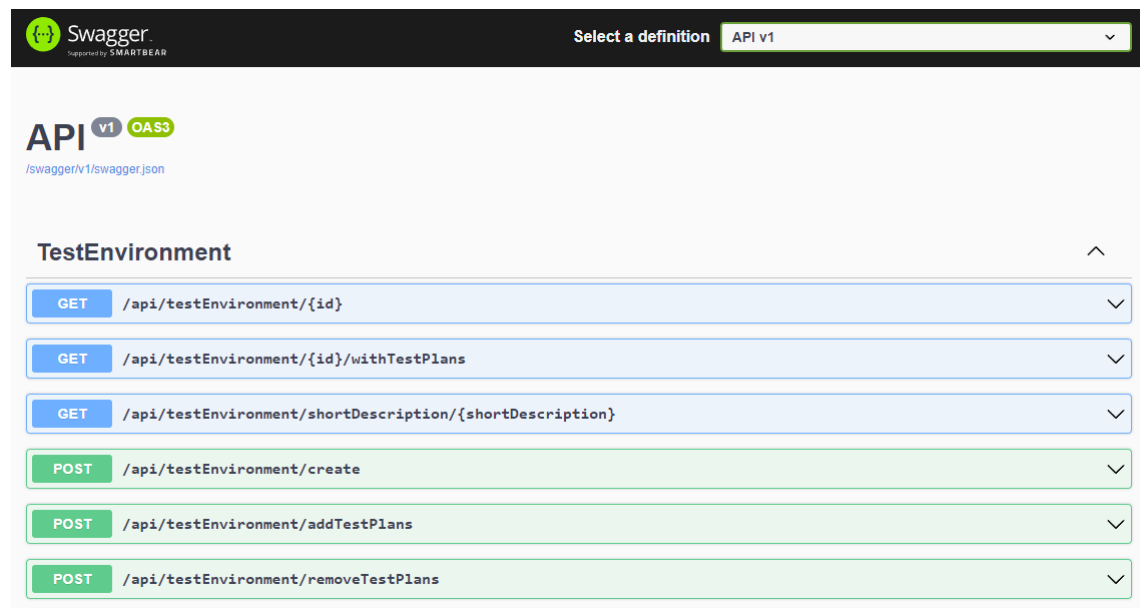 {··} Swagger.
Supported by SMARTBEAR
Select a definition
API v1
API v1 OAS3
/swagger/v1/swagger.json
TestEnvironment
GET /api/testEnvironment/{id}
GET /api/testEnvironment/{id}/withTestPlans
GET /api/testEnvironment/shortDescription/{shortDescription}
POST /api/testEnvironment/create
POST /api/testEnvironment/addTestPlans
POST /api/testEnvironment/removeTestPlans